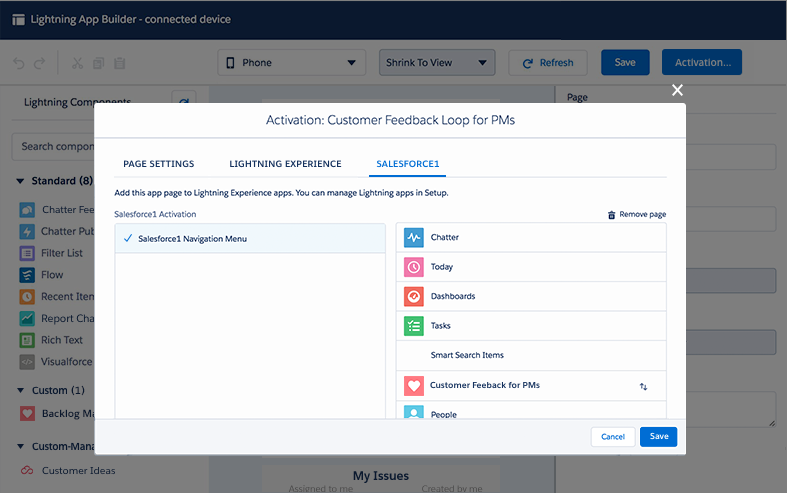 Lightning App Builder - connected device
Phone
Shrink To View
Refresh
Save
Activation...
Lightning Components
Page
Search compon
Standard (8)
Chatter Fee
Chatter Pub
Filter List
Flow
Recent Item
Report Cha
Rich Text
Visualforce
Custom (1)
Backlog Ma
Custom-Mana
Customer Ideas
Activation: Customer Feedback Loop for PMs
PAGE SETTINGS
LIGHTNING EXPERIENCE
SALESFORCE1
Add this app page to Lightning Experience apps. You can manage Lightning apps in Setup.
Salesforce1 Activation
Remove page
Salesforce1 Navigation Menu
Chatter
Today
Dashboards
Tasks
Smart Search Items
Customer Feeback for PMs
People
Cancel
Save
My Issues
Assigned to me
Created by me